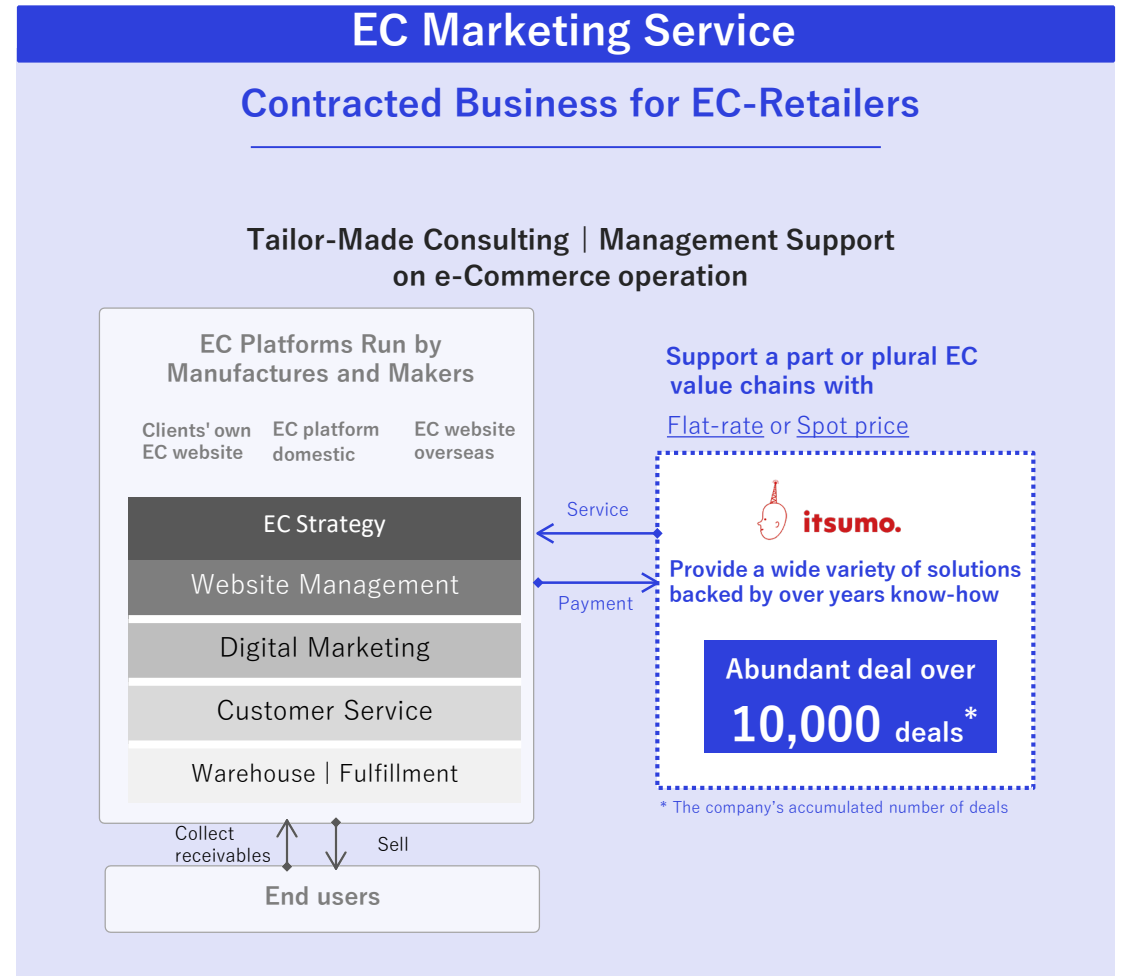 EC Marketing Service
Contracted Business for EC-Retailers
Tailor-Made Consulting | Management Support
on e-Commerce operation
EC Platforms Run by
Manufactures and Makers
Clients' own
EC website
EC platform
domestic
EC website
overseas
EC Strategy
Website Management
Digital Marketing
Customer Service
Warehouse | Fulfillment
Collect
receivables
Sell
End users
Service
Payment
Support a part or plural EC
value chains with
Flat-rate or Spot price
itsumo.
Provide a wide variety of solutions
backed by over years know-how
Abundant deal over
10,000 deals*
* The company's accumulated number of deals